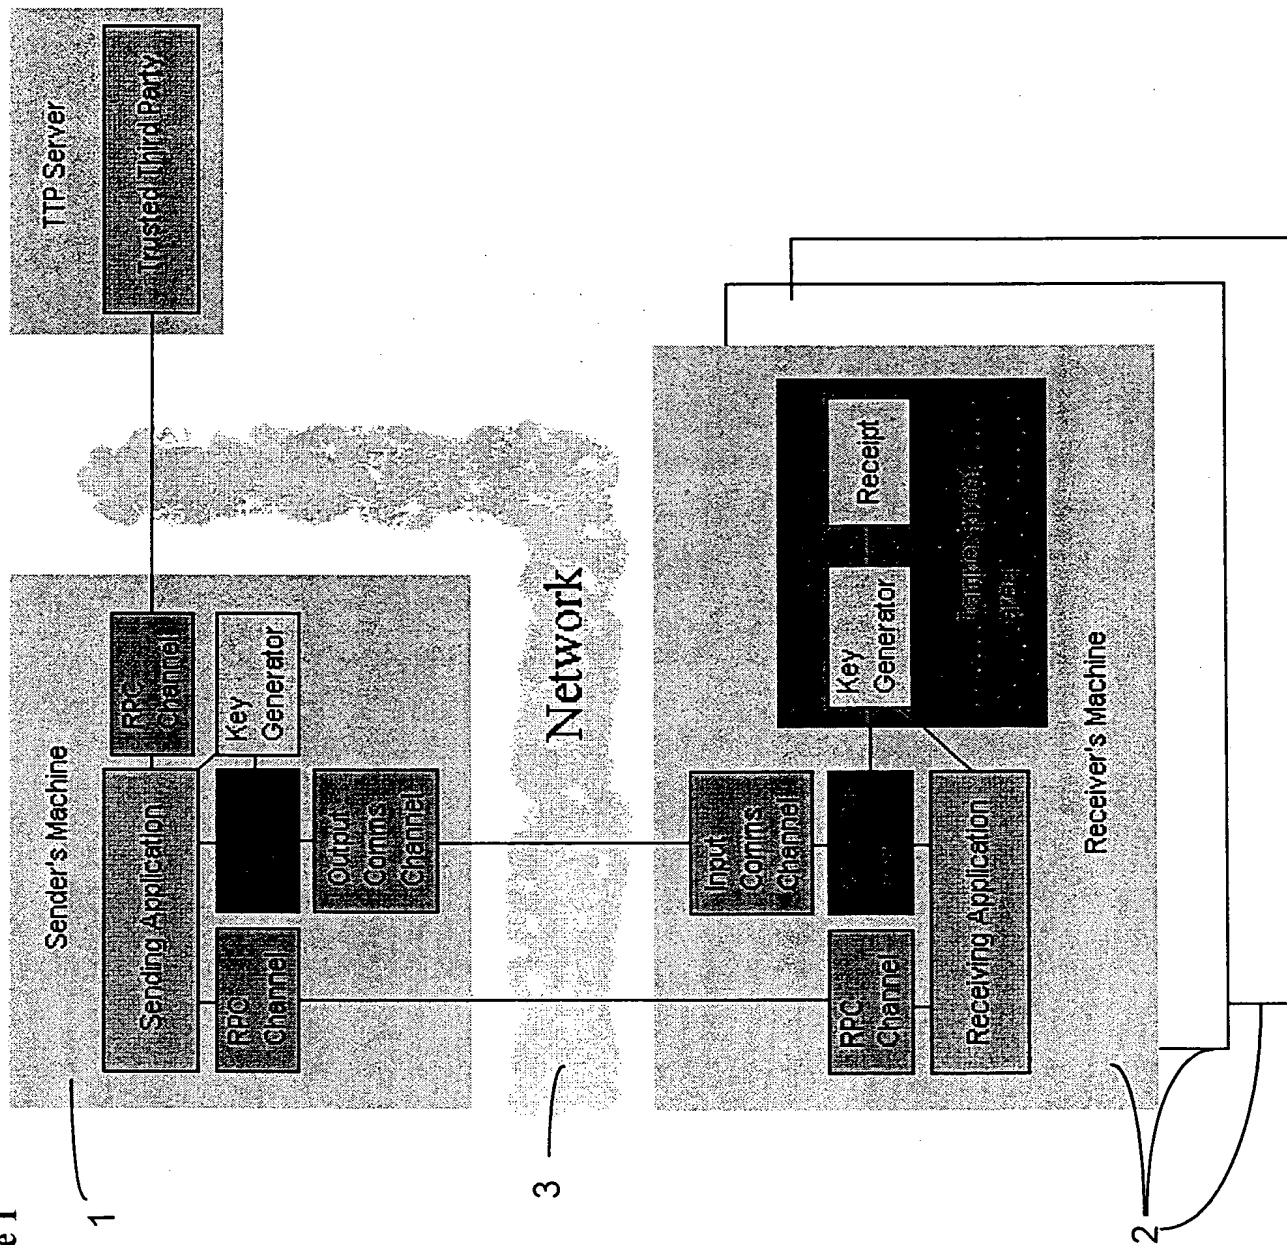 e 1
1
Sender's Machine
Sending Application
RPC
Channel
Key
Generator
Output
Comms
Channel
RPC
Channel
TTP Server
Trusted Third Party
3
Network
2
Input
Comms
Channel
RPC
Channel
Receiving Application
Key
Generator
Receipt
Receiver's Machine